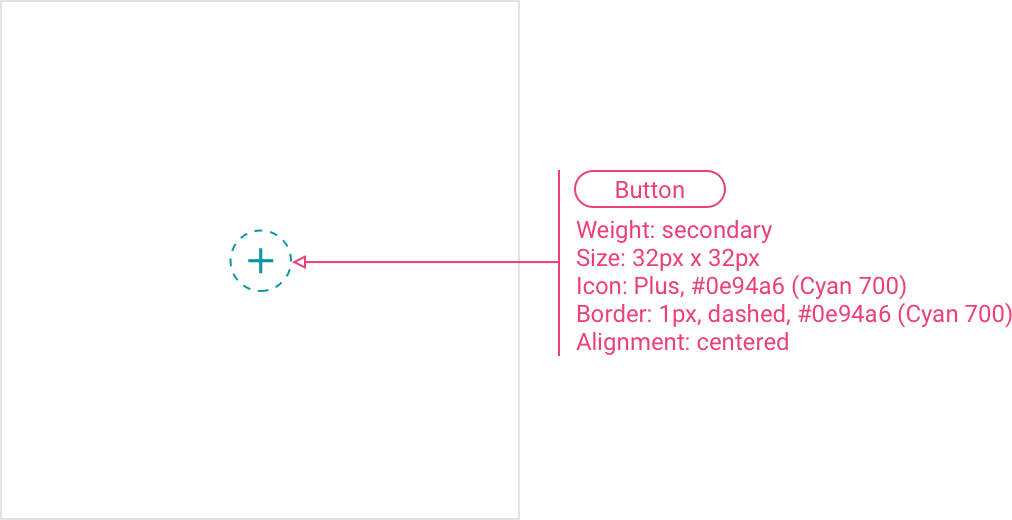 Button
Weight: secondary
Size: 32px x 32px
Icon: Plus, #0e94a6 (Cyan 700)
Border: 1px, dashed, #0e94a6 (Cyan 700)
Alignment: centered